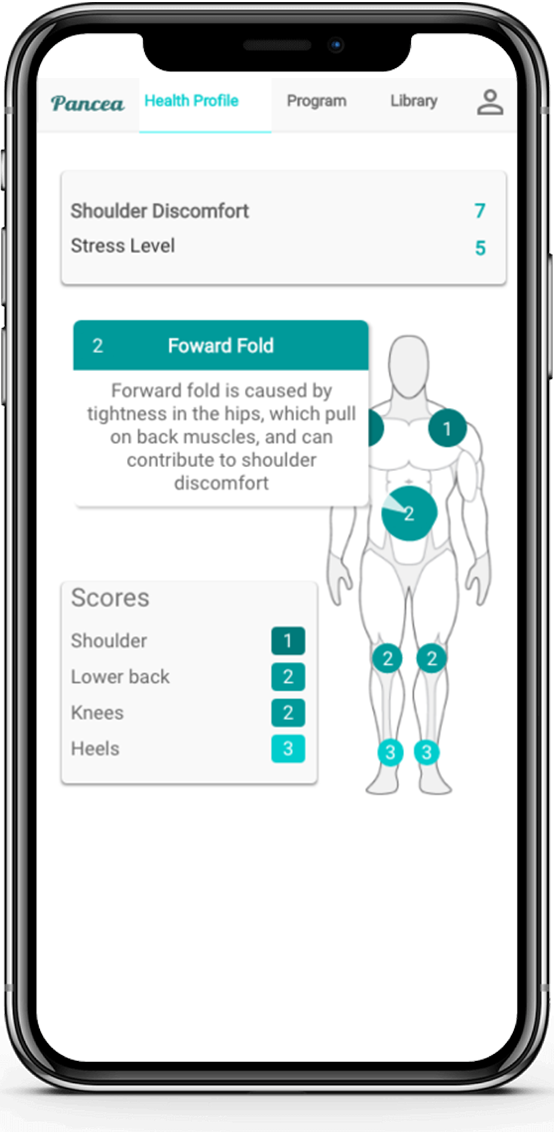 Pancea Health Profile Program Library
Shoulder Discomfort 7
Stress Level 5
2 Foward Fold
Forward fold is caused by
tightness in the hips, which pull
on back muscles, and can
contribute to shoulder
discomfort
1
2
Scores
Shoulder 1
Lower back 2
Knees 2
Heels 3
2 2
3 3